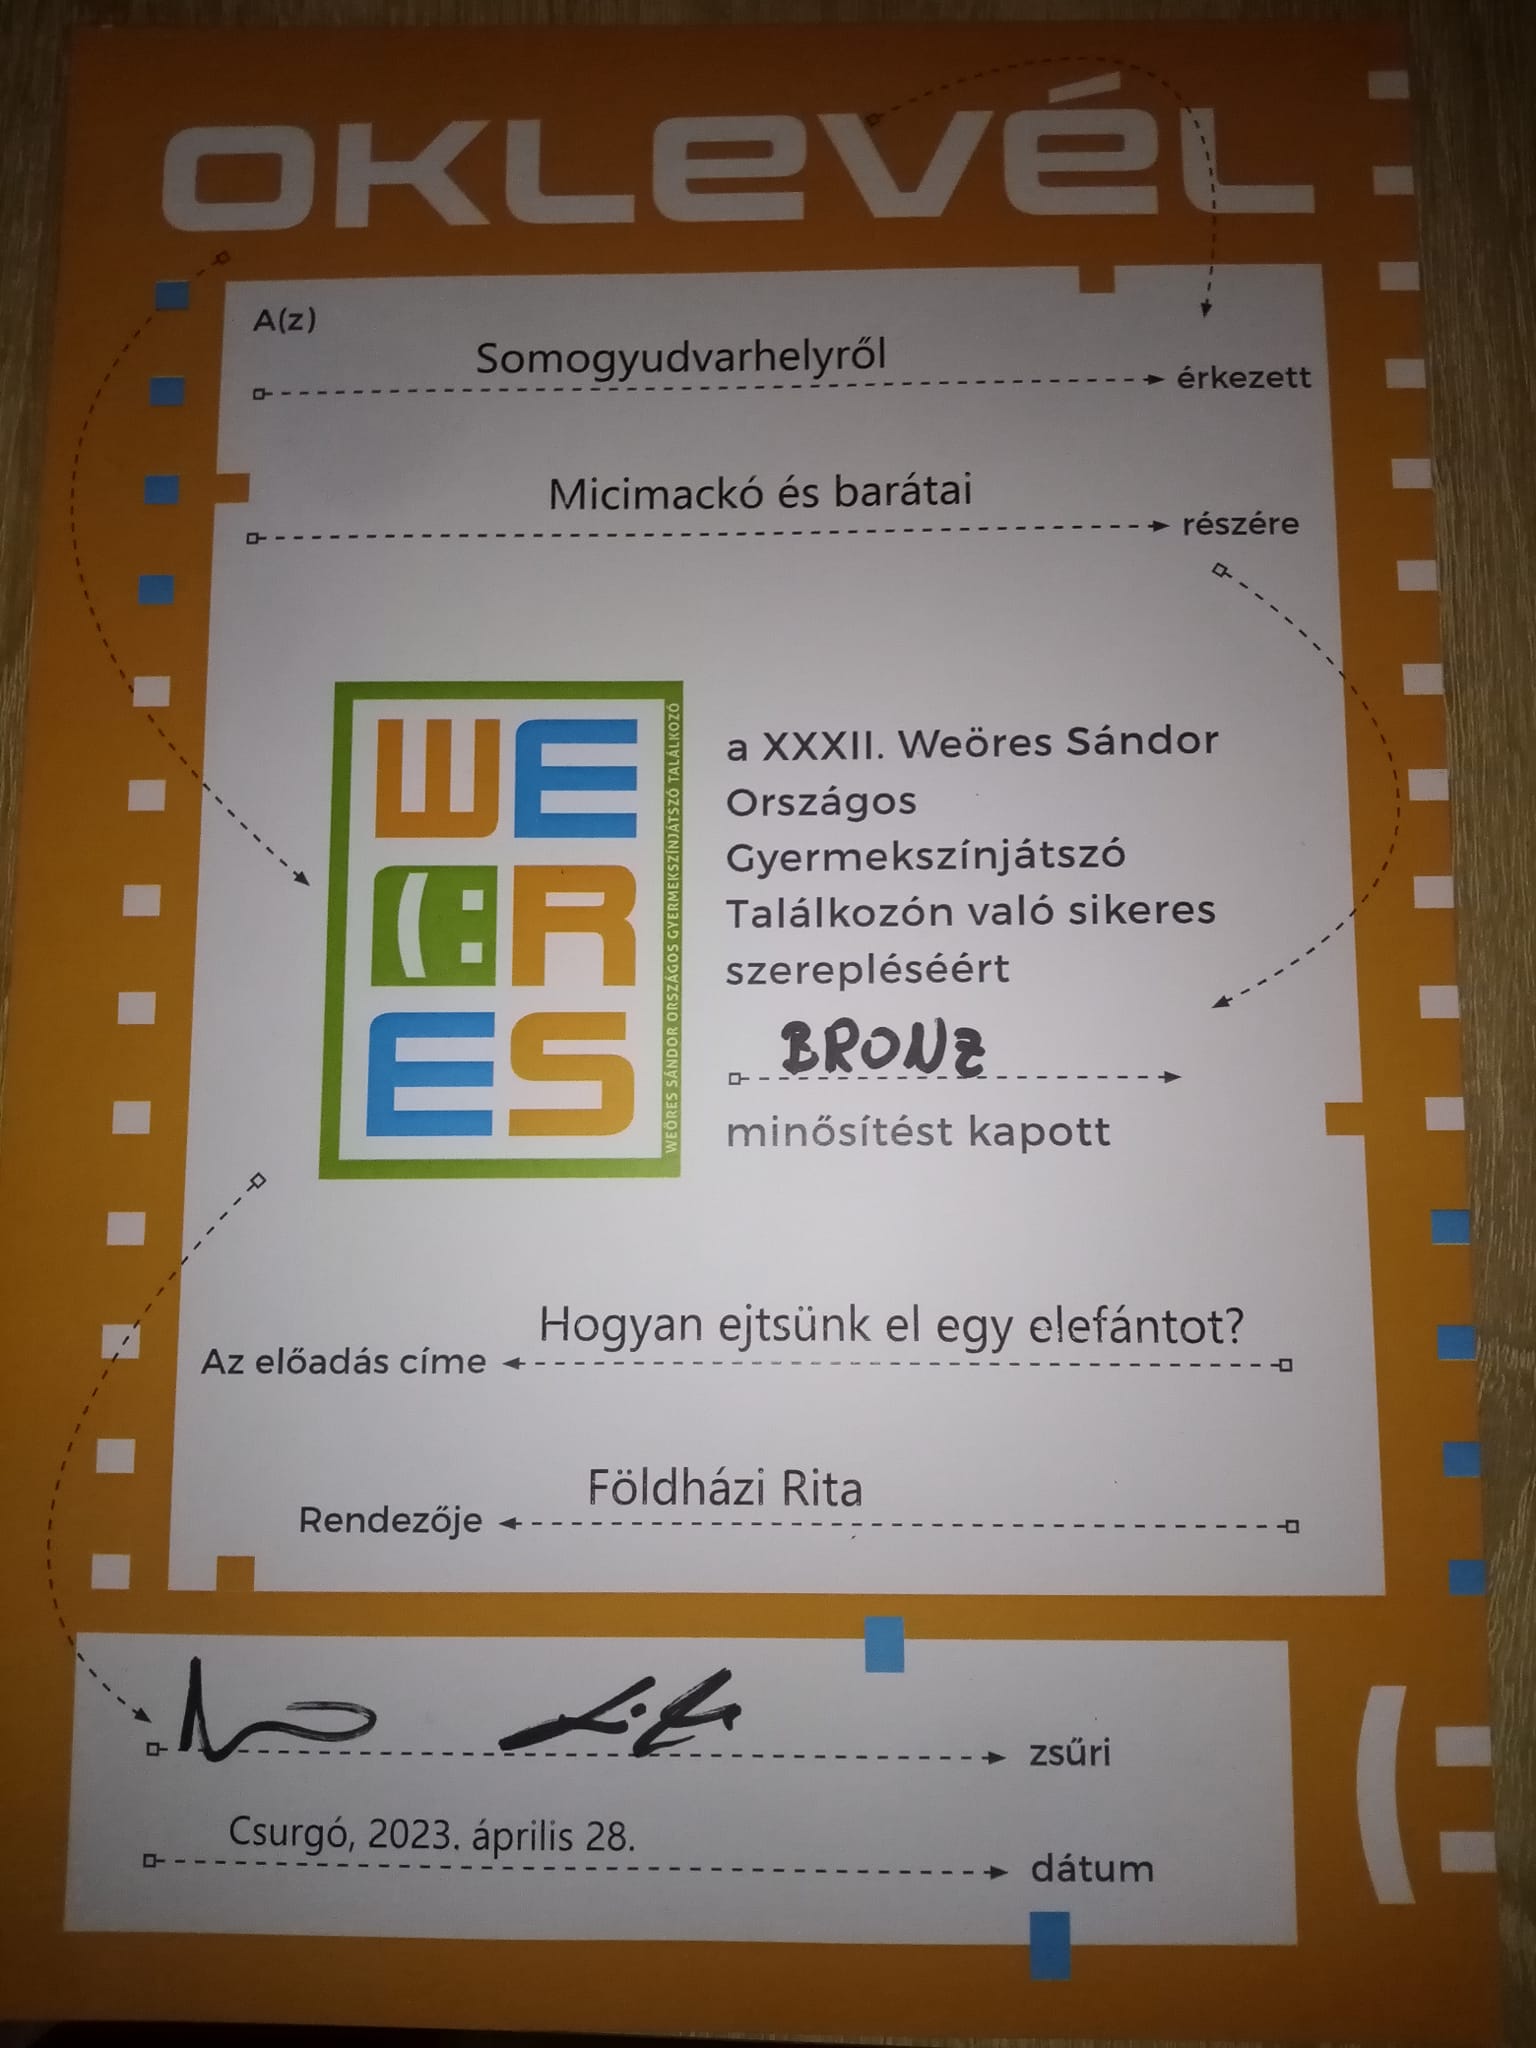 OKLevéL
A(z)
Somogyudvarhelyről
érkezett
Micimackó és barátai
részére
WE
(:R
ES
WEÖRES SÁNDOR ORSZÁGOS GYERMEKSZÍNJÁTSZÓ TALÁLKOZÓ
a XXXII. Weöres Sándor
Országos
Gyermekszínjátszó
Találkozón való sikeres
szerepléséért
BRONZ
minősítést kapott
Hogyan ejtsünk el egy elefántot?
Az előadás címe
Földházi Rita
Rendezője
zsűri
Csurgó, 2023. április 28.
dátum